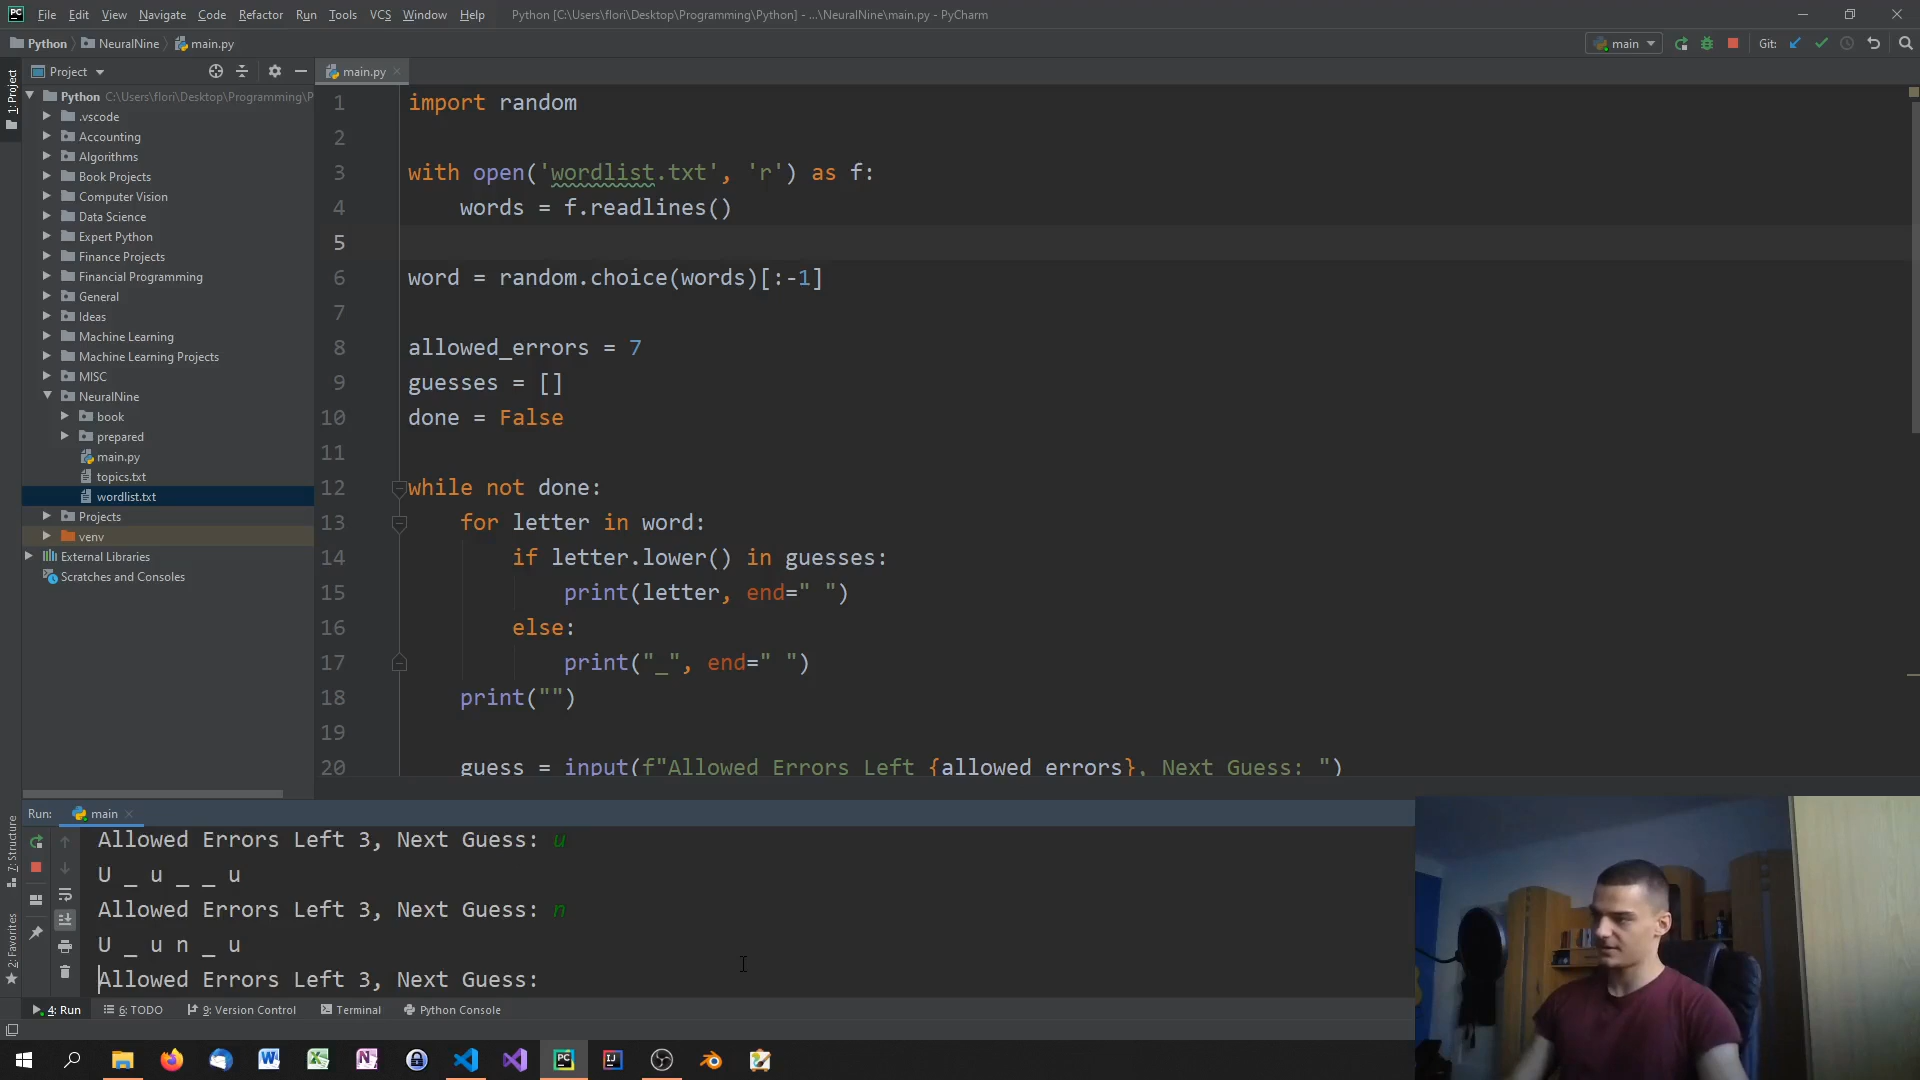 PC File Edit View Navigate Code Refactor Run Tools VCS Window Help Python [C:\Users\flori\Desktop\Programming\Python] - ...\NeuralNine\main.py - PyCharm
Python NeuralNine main.py main Git:
Project main.py
1: Project
Python C:\Users\flori\Desktop\Programming\P
.vscode
Accounting
Algorithms
Book Projects
Computer Vision
Data Science
Expert Python
Finance Projects
Financial Programming
General
Ideas
Machine Learning
Machine Learning Projects
MISC
NeuralNine
book
prepared
main.py
topics.txt
wordlist.txt
Projects
venv
External Libraries
Scratches and Consoles
1 import random
2
3 with open('wordlist.txt', 'r') as f:
4 words = f.readlines()
5
6 word = random.choice(words)[:-1]
7
8 allowed_errors = 7
9 guesses = []
10 done = False
11
12 while not done:
13 for letter in word:
14 if letter.lower() in guesses:
15 print(letter, end=" ")
16 else:
17 print("_", end=" ")
18 print("")
19
20 guess = input(f"Allowed Errors Left {allowed_errors}, Next Guess: ")
Run: main
Allowed Errors Left 3, Next Guess: u
U _ u _ _ u
Allowed Errors Left 3, Next Guess: n
U _ u n _ u
Allowed Errors Left 3, Next Guess:
7: Structure
2: Favorites
4: Run 6: TODO 9: Version Control Terminal Python Console